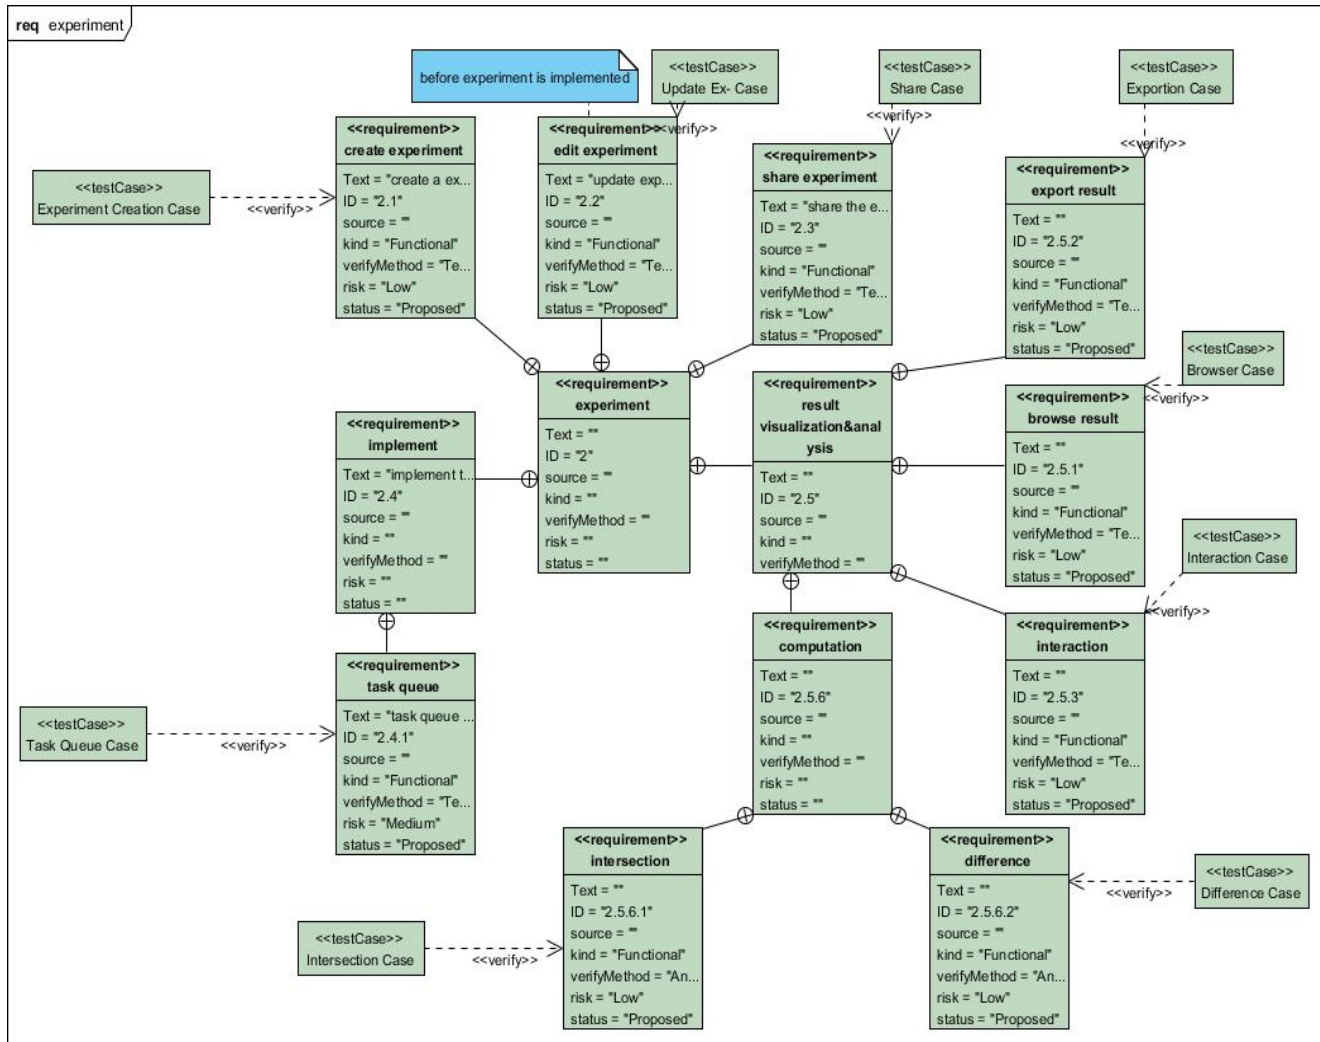 req experiment
before experiment is implemented
<<testCase>>
Update Ex- Case
<<verify>>
<<testCase>>
Share Case
<<verify>>
<<testCase>>
Exportion Case
<<verify>>
<<testCase>>
Experiment Creation Case
<<verify>>
<<requirement>>
create experiment
Text = "create a ex...
ID = "2.1"
source = ""
kind = "Functional"
verifyMethod = "Te...
risk = "Low"
status = "Proposed"
<<requirement>>
edit experiment
Text = "update exp...
ID = "2.2"
source = ""
kind = "Functional"
verifyMethod = "Te...
risk = "Low"
status = "Proposed"
<<requirement>>
share experiment
Text = "share the e...
ID = "2.3"
source = ""
kind = "Functional"
verifyMethod = "Te...
risk = "Low"
status = "Proposed"
<<requirement>>
export result
Text = ""
ID = "2.5.2"
source = ""
kind = "Functional"
verifyMethod = "Te...
risk = "Low"
status = "Proposed"
<<testCase>>
Browser Case
<<verify>>
<<requirement>>
implement
Text = "implement t...
ID = "2.4"
source = ""
kind = ""
verifyMethod = ""
risk = ""
status = ""
<<requirement>>
experiment
Text = ""
ID = "2"
source = ""
kind = ""
verifyMethod = ""
risk = ""
status = ""
<<requirement>>
result
visualization&anal
ysis
Text = ""
ID = "2.5"
source = ""
kind = ""
verifyMethod = ""
<<requirement>>
browse result
Text = ""
ID = "2.5.1"
source = ""
kind = "Functional"
verifyMethod = "Te...
risk = "Low"
status = "Proposed"
<<testCase>>
Interaction Case
<<verify>>
<<testCase>>
Task Queue Case
<<verify>>
<<requirement>>
task queue
Text = "task queue ...
ID = "2.4.1"
source = ""
kind = "Functional"
verifyMethod = "Te...
risk = "Medium"
status = "Proposed"
<<requirement>>
computation
Text = ""
ID = "2.5.6"
source = ""
kind = ""
verifyMethod = ""
risk = ""
status = ""
<<requirement>>
interaction
Text = ""
ID = "2.5.3"
source = ""
kind = "Functional"
verifyMethod = "Te...
risk = "Low"
status = "Proposed"
<<testCase>>
Intersection Case
<<verify>>
<<requirement>>
intersection
Text = ""
ID = "2.5.6.1"
source = ""
kind = "Functional"
verifyMethod = "An...
risk = "Low"
status = "Proposed"
<<requirement>>
difference
Text = ""
ID = "2.5.6.2"
source = ""
kind = "Functional"
verifyMethod = "An...
risk = "Low"
status = "Proposed"
<<testCase>>
Difference Case
<<verify>>